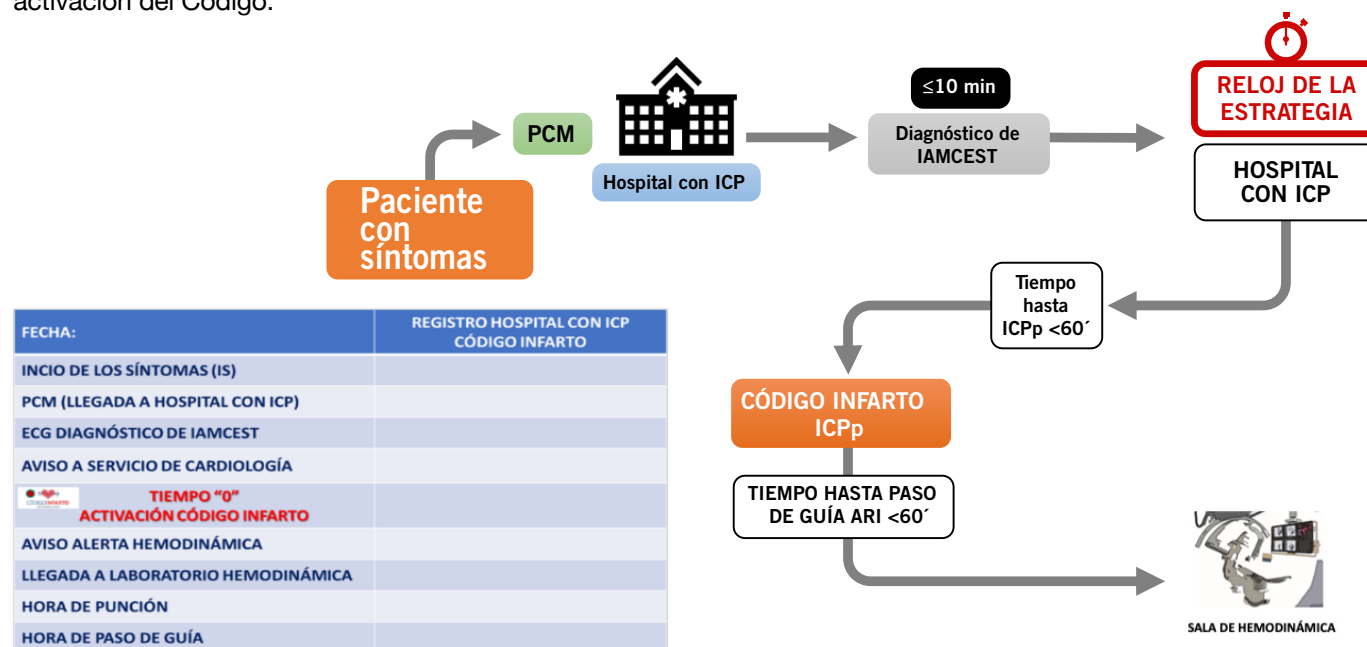 activación del Código.
≤10 min
RELOJ DE LA
ESTRATEGIA
PCM
Diagnóstico de
IAMCEST
Hospital con ICP
HOSPITAL
CON ICP
Paciente
con
síntomas
Tiempo
hasta
ICPp <60´
FECHA:
REGISTRO HOSPITAL CON ICP
CÓDIGO INFARTO
INCIO DE LOS SÍNTOMAS (IS)
PCM (LLEGADA A HOSPITAL CON ICP)
ECG DIAGNÓSTICO DE IAMCEST
AVISO A SERVICIO DE CARDIOLOGÍA
TIEMPO “0”
ACTIVACIÓN CÓDIGO INFARTO
AVISO ALERTA HEMODINÁMICA
LLEGADA A LABORATORIO HEMODINÁMICA
HORA DE PUNCIÓN
HORA DE PASO DE GUÍA
CÓDIGO INFARTO
ICPp
TIEMPO HASTA PASO
DE GUÍA ARI <60´
SALA DE HEMODINÁMICA